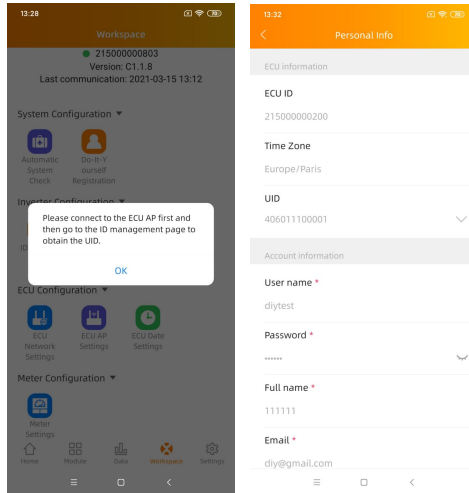 13:28
Workspace
215000000803
Version: C1.1.8
Last communication: 2021-03-15 13:12
System Configuration
Automatic
System
Check
Do-It-Y
ourself
Registration
Inverter Configuration
ID
Please connect to the ECU AP first and
then go to the ID management page to
obtain the UID.
OK
ECU Configuration
ECU
Network
Settings
ECU AP
Settings
ECU Date
Settings
Meter Configuration
Meter
Settings
Home
Module
Data
Workspace
Settings
13:32
Personal Info
ECU information
ECU ID
215000000200
Time Zone
Europe/Paris
UID
406011100001
Account information
User name *
diytest
Password *
••••••
Full name *
111111
Email *
diy@gmail.com